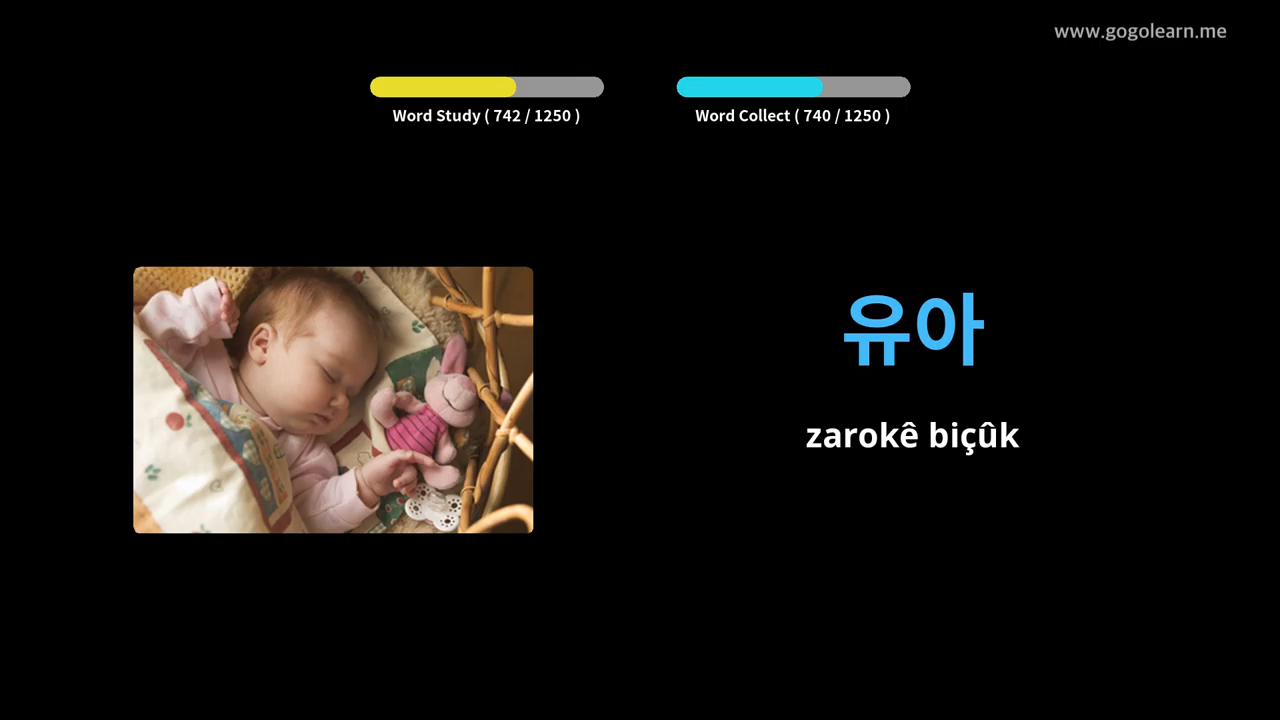 www.gogolearn.me
Word Study ( 742 / 1250 )
Word Collect ( 740 / 1250 )
유아
zarokê biçûk